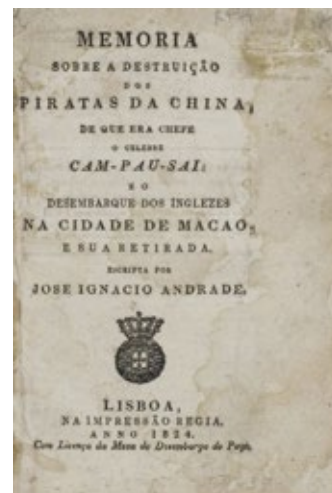 MEMORIA
SOBRE A DESTRUIÇÃO
DOS
PIRATAS DA CHINA,
DE QUE ERA CHEFE
O CELEBRE
CAM-PAU-SAI:
E O
DESEMBARQUE DOS INGLEZES
NA CIDADE DE MACAO,
E SUA RETIRADA.
ESCRIPTA POR
JOSE IGNACIO ANDRADE.
LISBOA,
NA IMPRESSÃO REGIA.
ANNO 1824.
Com Licença da Meza do Desembargo do Paço.